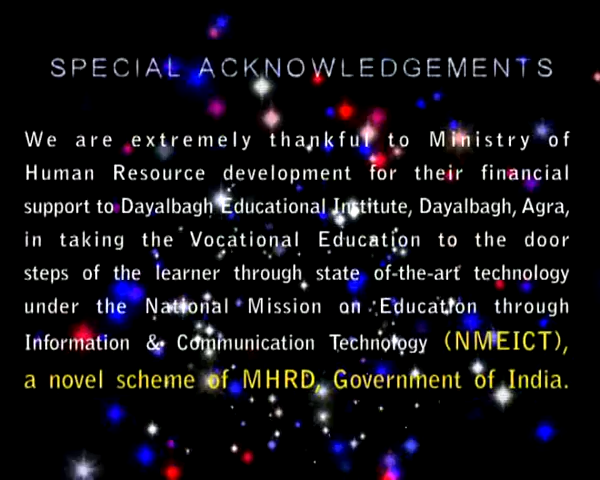 SPECIAL ACKNOWLEDGEMENTS
We are extremely thankful to Ministry of
Human Resource development for their financial
support to Dayalbagh Educational Institute, Dayalbagh, Agra,
in taking the Vocational Education to the door
steps of the learner through state of-the-art technology
under the National Mission on Education through
Information & Communication Technology (NMEICT),
a novel scheme of MHRD, Government of India.